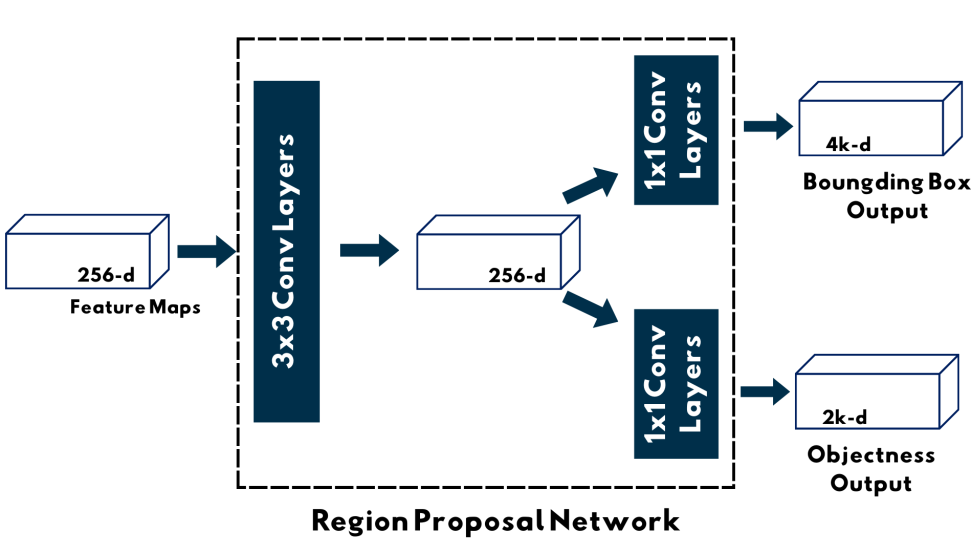 256-d
Feature Maps
3x3 Conv Layers
256-d
1x1 Conv
Layers
4k-d
Boungding Box
Output
1x1 Conv
Layers
2k-d
Objectness
Output
Region Proposal Network